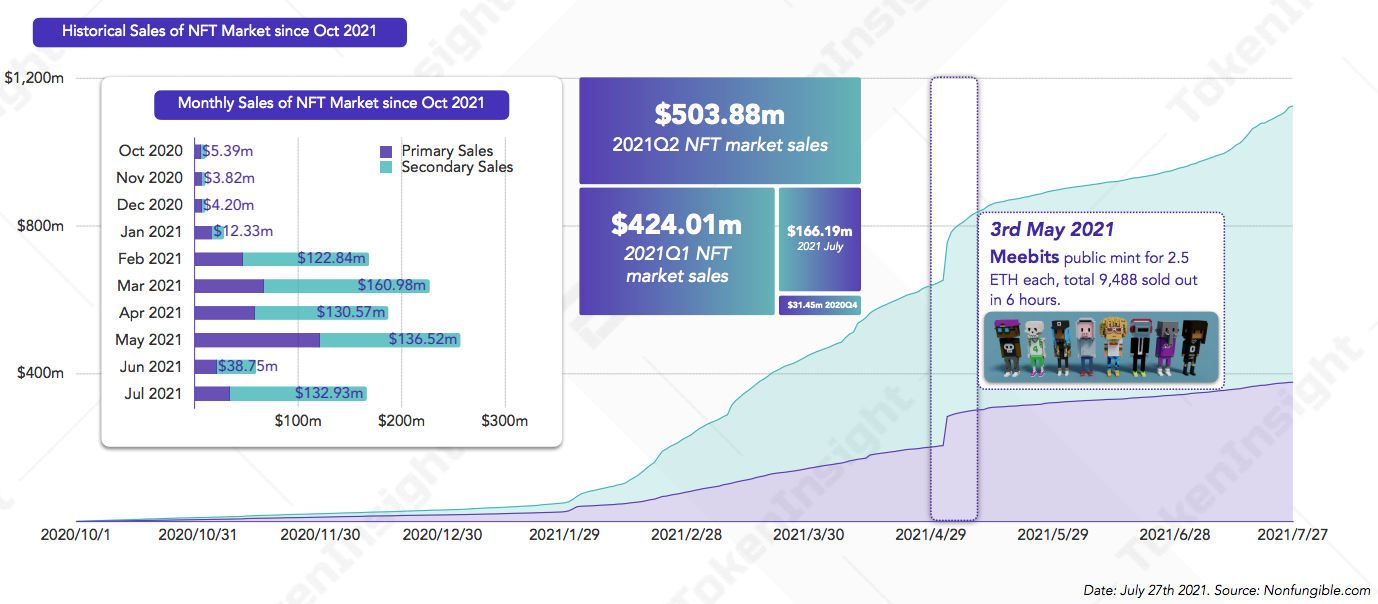 Historical Sales of NFT Market since Oct 2021
$1,200m
$800m
$400m
Monthly Sales of NFT Market since Oct 2021
Primary Sales
Secondary Sales
Oct 2020 $5.39m
Nov 2020 $3.82m
Dec 2020 $4.20m
Jan 2021 $12.33m
Feb 2021 $122.84m
Mar 2021 $160.98m
Apr 2021 $130.57m
May 2021 $136.52m
Jun 2021 $38.75m
Jul 2021 $132.93m
$100m $200m $300m
$503.88m
2021Q2 NFT market sales
$424.01m
2021Q1 NFT
market sales
$166.19m
2021 July
$31.45m 2020Q4
3rd May 2021
Meebits public mint for 2.5
ETH each, total 9,488 sold out
in 6 hours.
2020/10/1 2020/10/31 2020/11/30 2020/12/30 2021/1/29 2021/2/28 2021/3/30 2021/4/29 2021/5/29 2021/6/28 2021/7/27
Date: July 27th 2021. Source: Nonfungible.com
TokenInsight